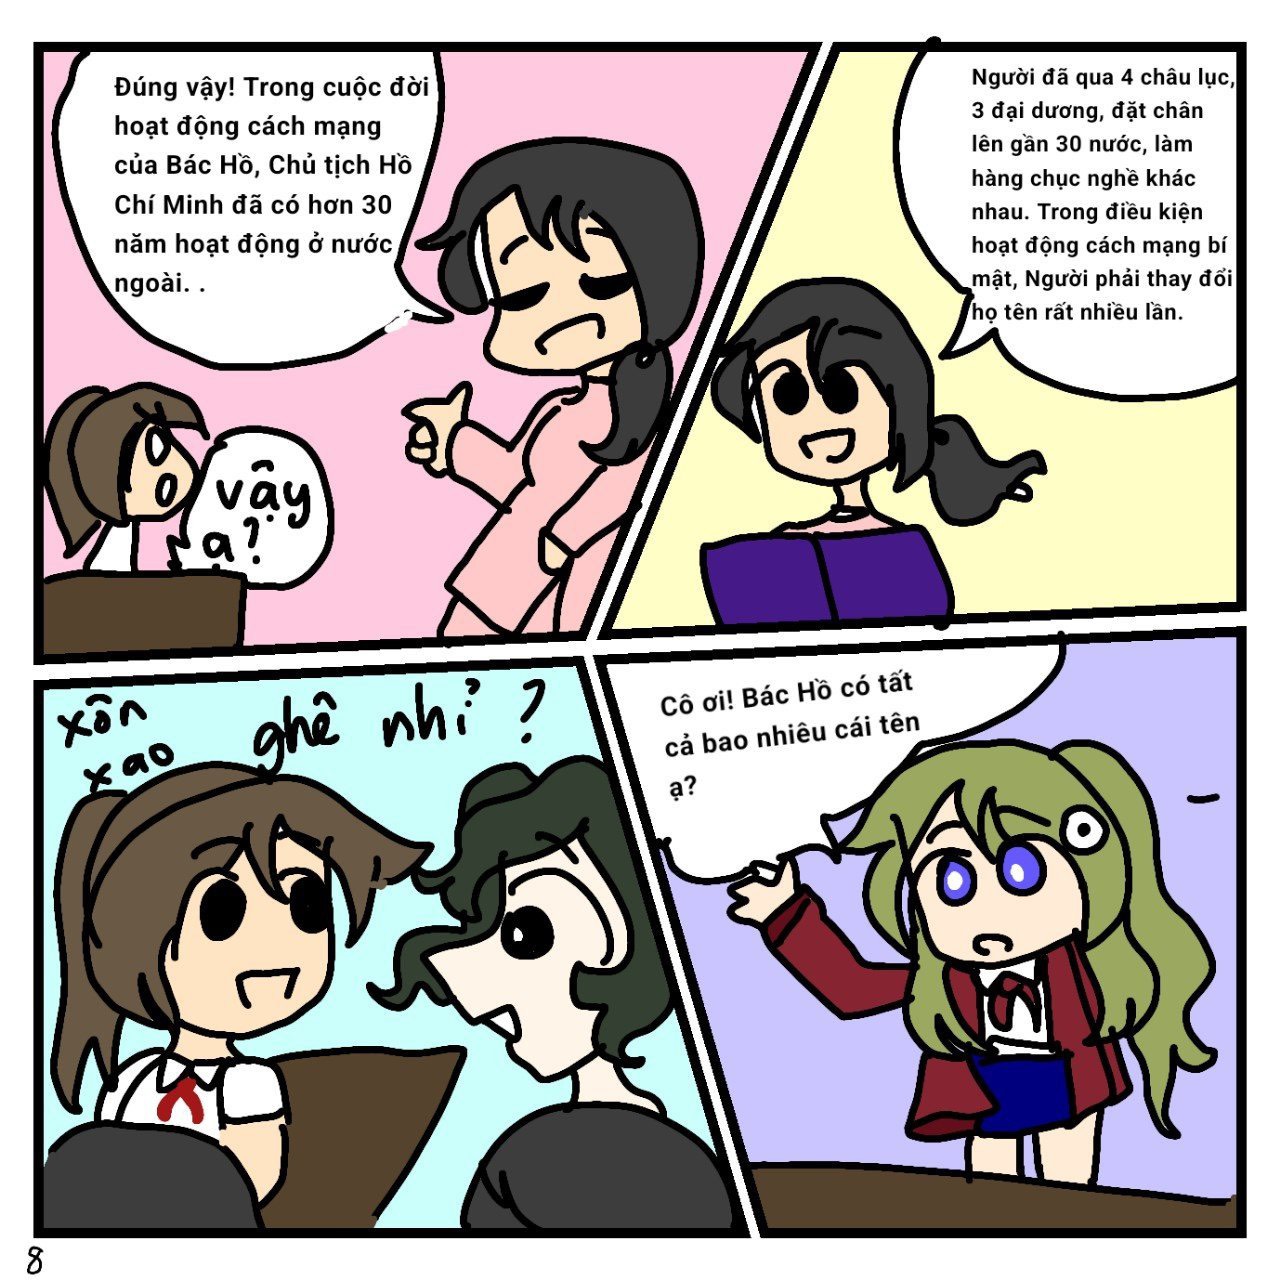 Đúng vậy! Trong cuộc đời
hoạt động cách mạng
của Bác Hồ, Chủ tịch Hồ
Chí Minh đã có hơn 30
năm hoạt động ở nước
ngoài. .
vậy
ạ?
Người đã qua 4 châu lục,
3 đại dương, đặt chân
lên gần 30 nước, làm
hàng chục nghề khác
nhau. Trong điều kiện
hoạt động cách mạng bí
mật, Người phải thay đổi
họ tên rất nhiều lần.
xôn
xao
ghê nhỉ?
Cô ơi! Bác Hồ có tất
cả bao nhiêu cái tên
ạ?
8